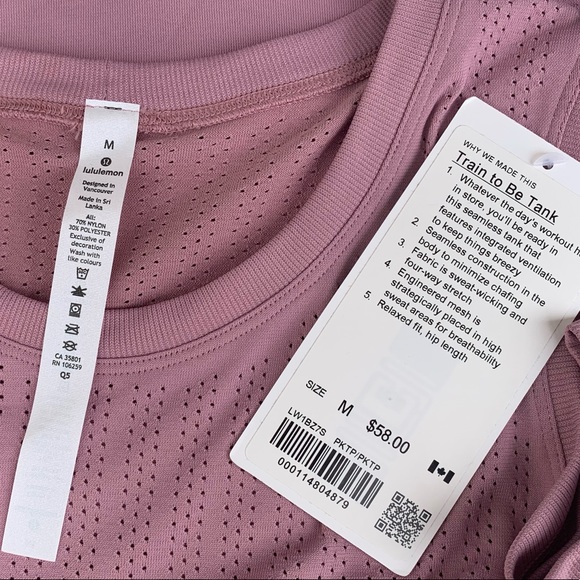 M
lululemon
Designed in
Vancouver
Made in Sri
Lanka
All:
70% NYLON
30% POLYESTER
Exclusive of
decoration
Wash with
like colours
CA 35801
RN 106259
Q5
WHY WE MADE THIS
Train to Be Tank
1. Whatever the day's workout
in store, you'll be ready in
this seamless tank that
features integrated ventilation
to keep things breezy
2. Seamless construction in the
body to minimize chafing
3. Fabric is sweat-wicking and
four-way stretch
4. Engineered mesh is
strategically placed in high
sweat areas for breathability
5. Relaxed fit, hip length
SIZE M $58.00
LW1BZ7S PKTP/PKTP
000114804879